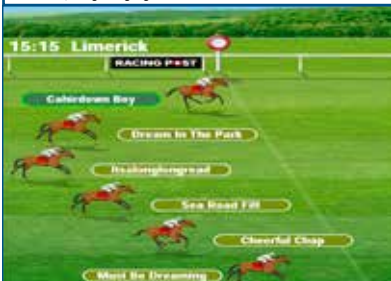 15:15 Limerick
RACING POST
Cahirdown Boy
Dream In The Park
Itsalonglongroad
Sea Road Fill
Cheerful Chap
Must Be Dreaming